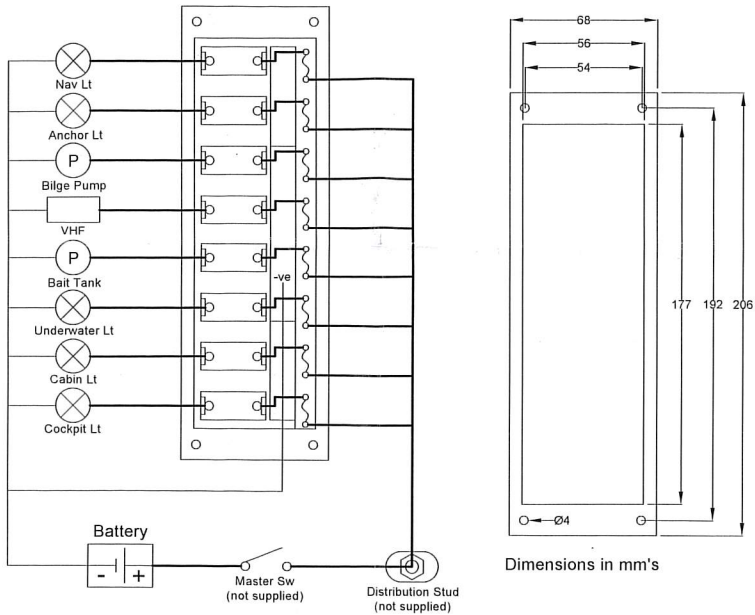 Nav Lt
Anchor Lt
P
Bilge Pump
VHF
P
Bait Tank
-ve
Underwater Lt
Cabin Lt
Cockpit Lt
Battery
- +
Master Sw
(not supplied)
Distribution Stud
(not supplied)
68
56
54
177
192
206
Ø4
Dimensions in mm's